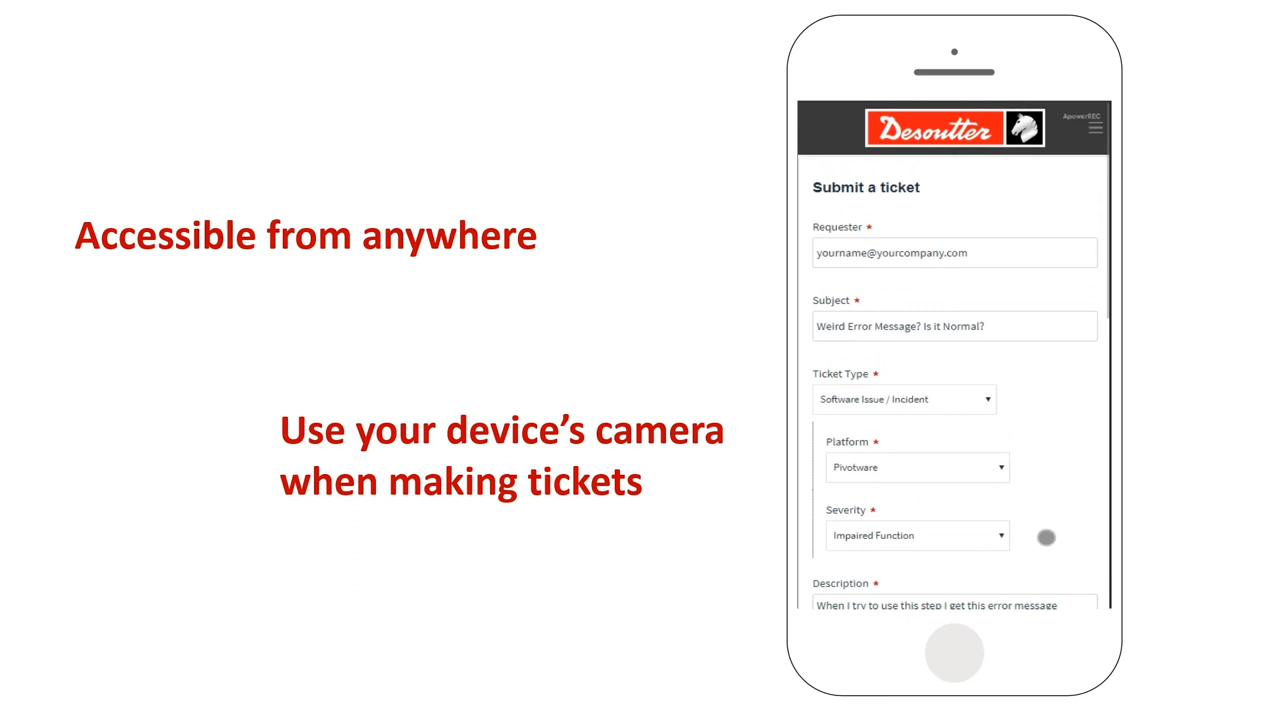 Accessible from anywhere
Use your device's camera
when making tickets
Desoutter
ApowerREC
Submit a ticket
Requester *
yourname@yourcompany.com
Subject *
Weird Error Message? Is it Normal?
Ticket Type *
Software Issue / Incident
Platform *
Pivotware
Severity *
Impaired Function
Description *
When I try to use this step I get this error message